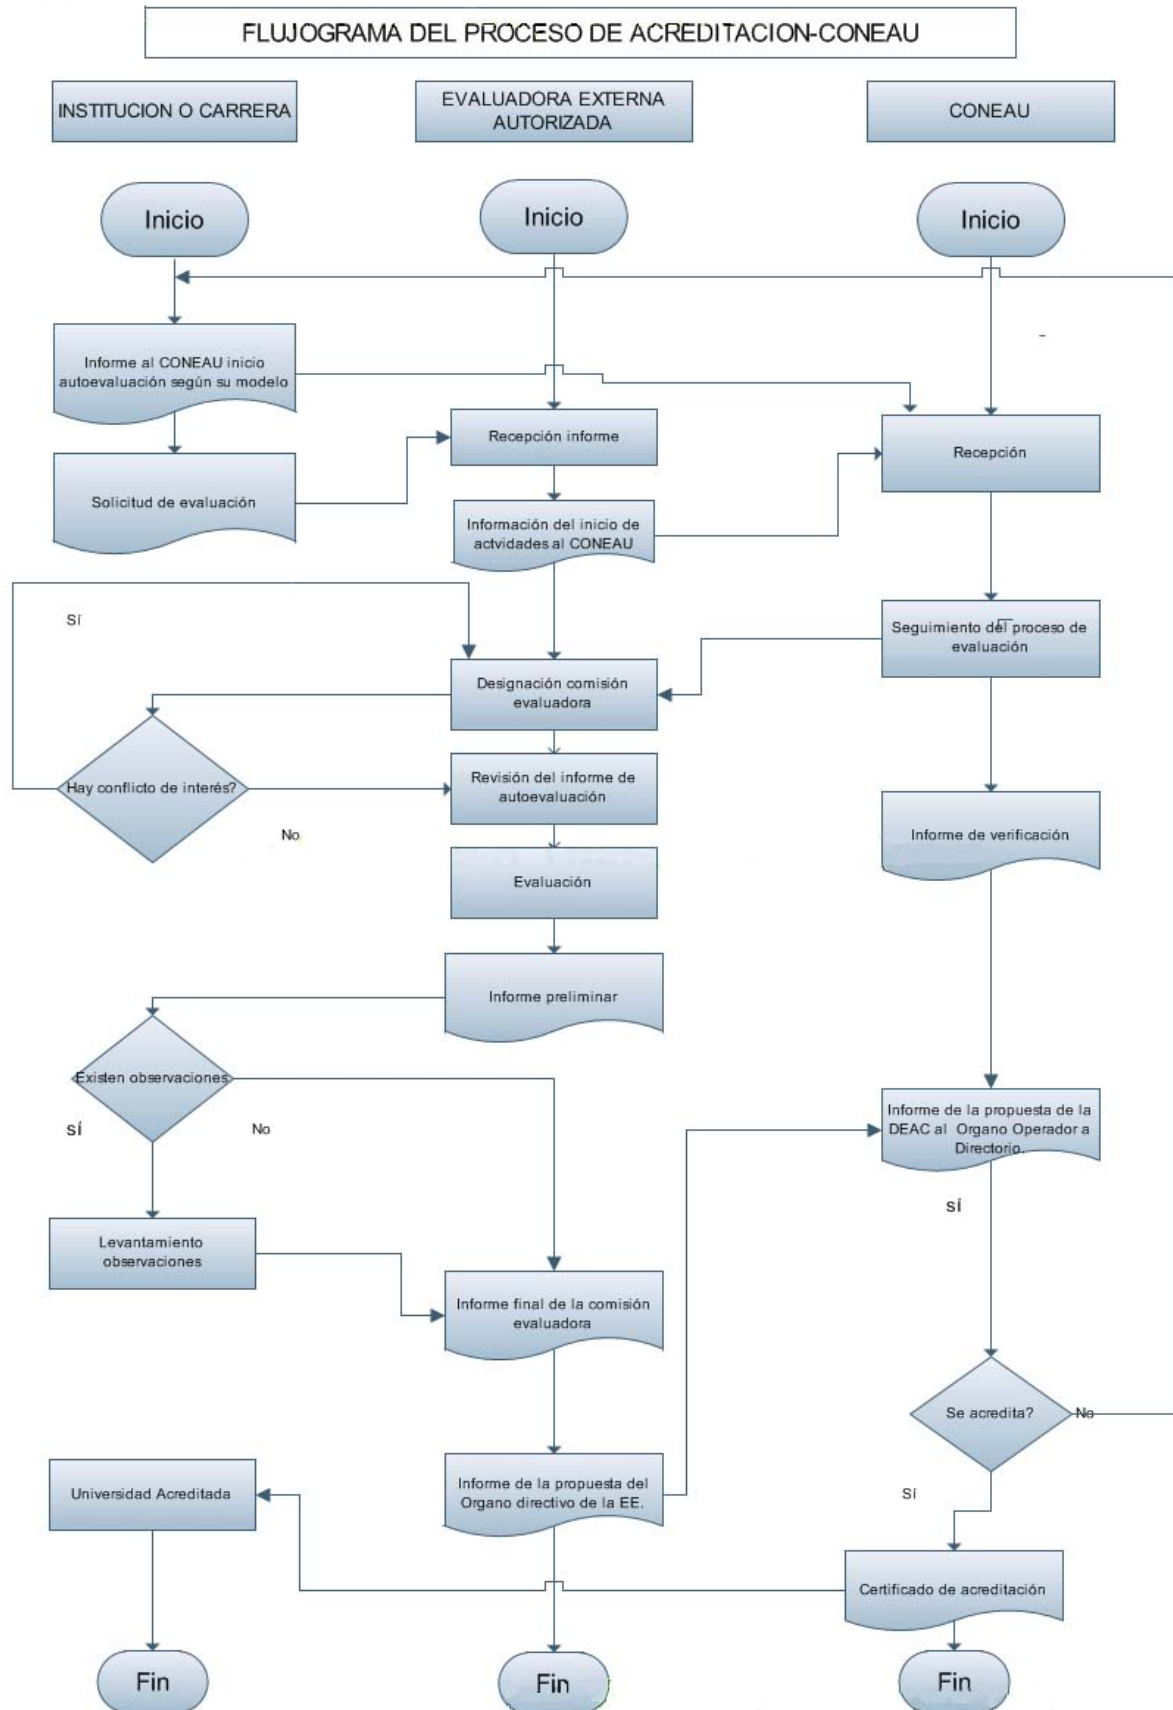 FLUJOGRAMA DEL PROCESO DE ACREDITACION-CONEAU
INSTITUCION O CARRERA
EVALUADORA EXTERNA
AUTORIZADA
CONEAU
Inicio
Inicio
Inicio
Informe al CONEAU inicio
autoevaluación según su modelo
Recepción informe
Recepción
Solicitud de evaluación
Información del inicio de
actvidades al CONEAU
Sí
Seguimiento del proceso de
evaluación
Designación comisión
evaluadora
Hay conflicto de interés?
Revisión del informe de
autoevaluación
No
Informe de verificación
Evaluación
Informe preliminar
Existen observaciones
SÍ
No
Informe de la propuesta de la
DEAC al Organo Operador a
Directorio.
SÍ
Levantamiento
observaciones
Informe final de la comisión
evaluadora
Se acredita?
No
Universidad Acreditada
Informe de la propuesta del
Organo directivo de la EE.
Sí
Certificado de acreditación
Fin
Fin
Fin